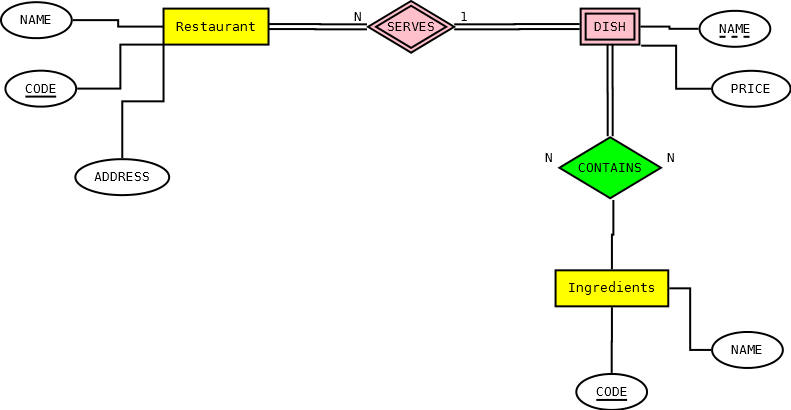 NAME
Restaurant
N
SERVES
1
DISH
NAME
CODE
PRICE
ADDRESS
N
CONTAINS
N
Ingredients
NAME
CODE